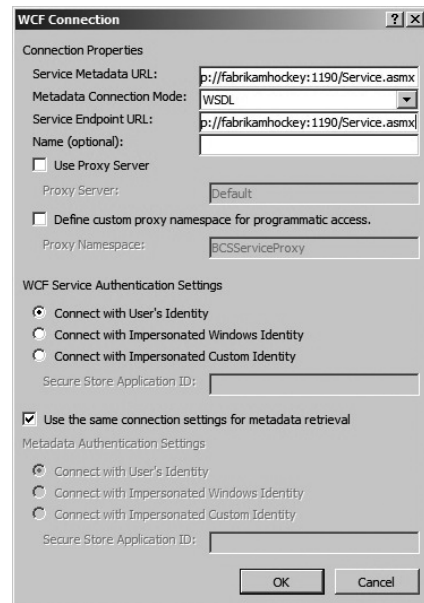 WCF Connection
Connection Properties
Service Metadata URL: p://fabrikamhockey:1190/Service.asmx
Metadata Connection Mode: WSDL
Service Endpoint URL: p://fabrikamhockey:1190/Service.asmx
Name (optional):
Use Proxy Server
Proxy Server: Default
Define custom proxy namespace for programmatic access.
Proxy Namespace: BCSServiceProxy
WCF Service Authentication Settings
Connect with User's Identity
Connect with Impersonated Windows Identity
Connect with Impersonated Custom Identity
Secure Store Application ID:
Use the same connection settings for metadata retrieval
Metadata Authentication Settings
Connect with User's Identity
Connect with Impersonated Windows Identity
Connect with Impersonated Custom Identity
Secure Store Application ID:
OK Cancel